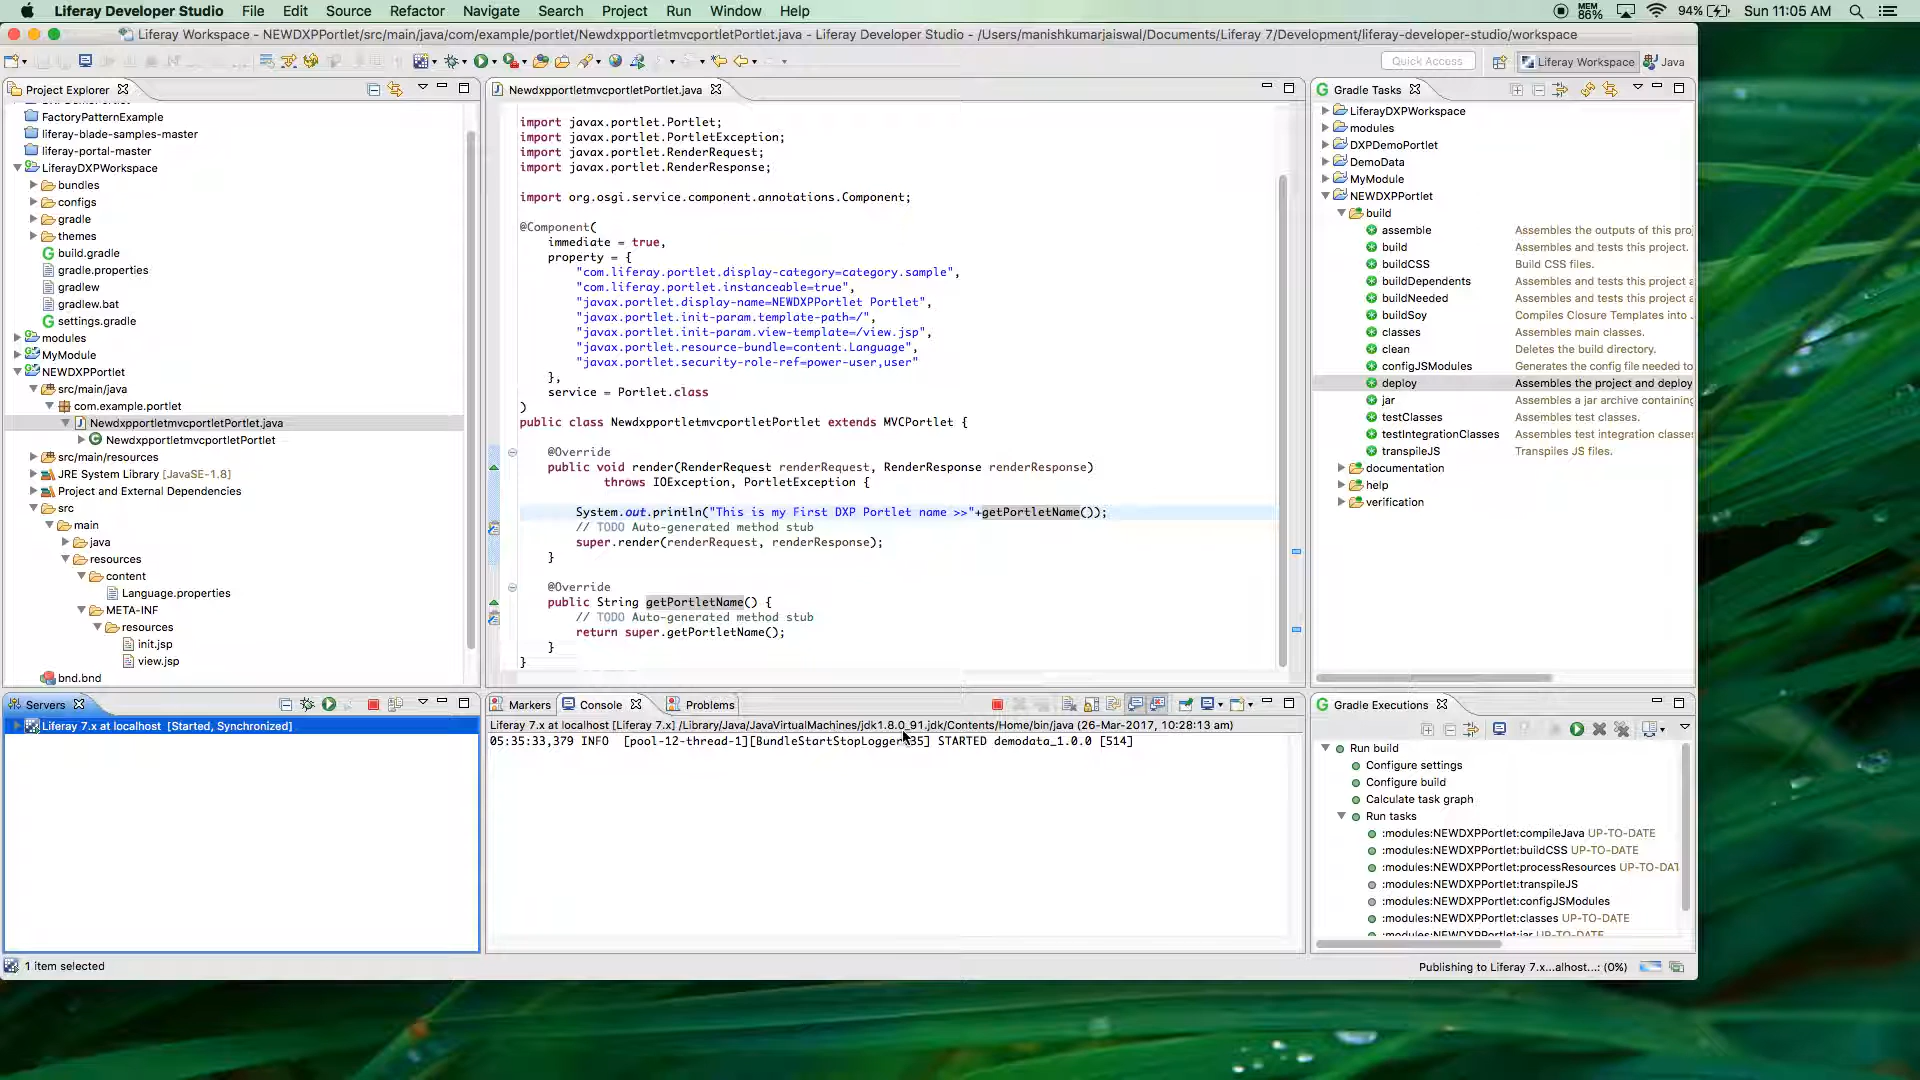 Liferay Developer Studio File Edit Source Refactor Navigate Search Project Run Window Help MEM 86% 94% Sun 11:05 AM
Liferay Workspace - NEWDXPPortlet/src/main/java/com/example/portlet/NewdxpportletmvcportletPortlet.java - Liferay Developer Studio - /Users/manishkumarjaiswal/Documents/Liferay 7/Development/liferay-developer-studio/workspace
Quick Access Liferay Workspace Java
Project Explorer
FactoryPatternExample
liferay-blade-samples-master
liferay-portal-master
LiferayDXPWorkspace
bundles
configs
gradle
themes
build.gradle
gradle.properties
gradlew
gradlew.bat
settings.gradle
modules
MyModule
NEWDXPPortlet
src/main/java
com.example.portlet
NewdxpportletmvcportletPortlet.java
NewdxpportletmvcportletPortlet
src/main/resources
JRE System Library [JavaSE-1.8]
Project and External Dependencies
src
main
java
resources
content
Language.properties
META-INF
resources
init.jsp
view.jsp
bnd.bnd
NewdxpportletmvcportletPortlet.java
import javax.portlet.Portlet;
import javax.portlet.PortletException;
import javax.portlet.RenderRequest;
import javax.portlet.RenderResponse;
import org.osgi.service.component.annotations.Component;
@Component(
immediate = true,
property = {
"com.liferay.portlet.display-category=category.sample",
"com.liferay.portlet.instanceable=true",
"javax.portlet.display-name=NEWDXPPortlet Portlet",
"javax.portlet.init-param.template-path=/",
"javax.portlet.init-param.view-template=/view.jsp",
"javax.portlet.resource-bundle=content.Language",
"javax.portlet.security-role-ref=power-user,user"
},
service = Portlet.class
)
public class NewdxpportletmvcportletPortlet extends MVCPortlet {
@Override
public void render(RenderRequest renderRequest, RenderResponse renderResponse)
throws IOException, PortletException {
System.out.println("This is my First DXP Portlet name >>"+getPortletName());
// TODO Auto-generated method stub
super.render(renderRequest, renderResponse);
}
@Override
public String getPortletName() {
// TODO Auto-generated method stub
return super.getPortletName();
}
}
Gradle Tasks
LiferayDXPWorkspace
modules
DXPDemoPortlet
DemoData
MyModule
NEWDXPPortlet
build
assemble Assembles the outputs of this proj
build Assembles and tests this project.
buildCSS Build CSS files.
buildDependents Assembles and tests this project a
buildNeeded Assembles and tests this project a
buildSoy Compiles Closure Templates into J
classes Assembles main classes.
clean Deletes the build directory.
configJSModules Generates the config file needed to
deploy Assembles the project and deploy
jar Assembles a jar archive containing
testClasses Assembles test classes.
testIntegrationClasses Assembles test integration classes
transpileJS Transpiles JS files.
documentation
help
verification
Servers
Liferay 7.x at localhost [Started, Synchronized]
Markers Console Problems
Liferay 7.x at localhost [Liferay 7.x] /Library/Java/JavaVirtualMachines/jdk1.8.0_91.jdk/Contents/Home/bin/java (26-Mar-2017, 10:28:13 am)
05:35:33,379 INFO [pool-12-thread-1][BundleStartStopLogger:35] STARTED demodata_1.0.0 [514]
Gradle Executions
Run build
Configure settings
Configure build
Calculate task graph
Run tasks
:modules:NEWDXPPortlet:compileJava UP-TO-DATE
:modules:NEWDXPPortlet:buildCSS UP-TO-DATE
:modules:NEWDXPPortlet:processResources UP-TO-DAT
:modules:NEWDXPPortlet:transpileJS
:modules:NEWDXPPortlet:configJSModules
:modules:NEWDXPPortlet:classes UP-TO-DATE
:modules:NEWDXPPortlet:jar UP-TO-DATE
1 item selected
Publishing to Liferay 7.x...alhost...: (0%)